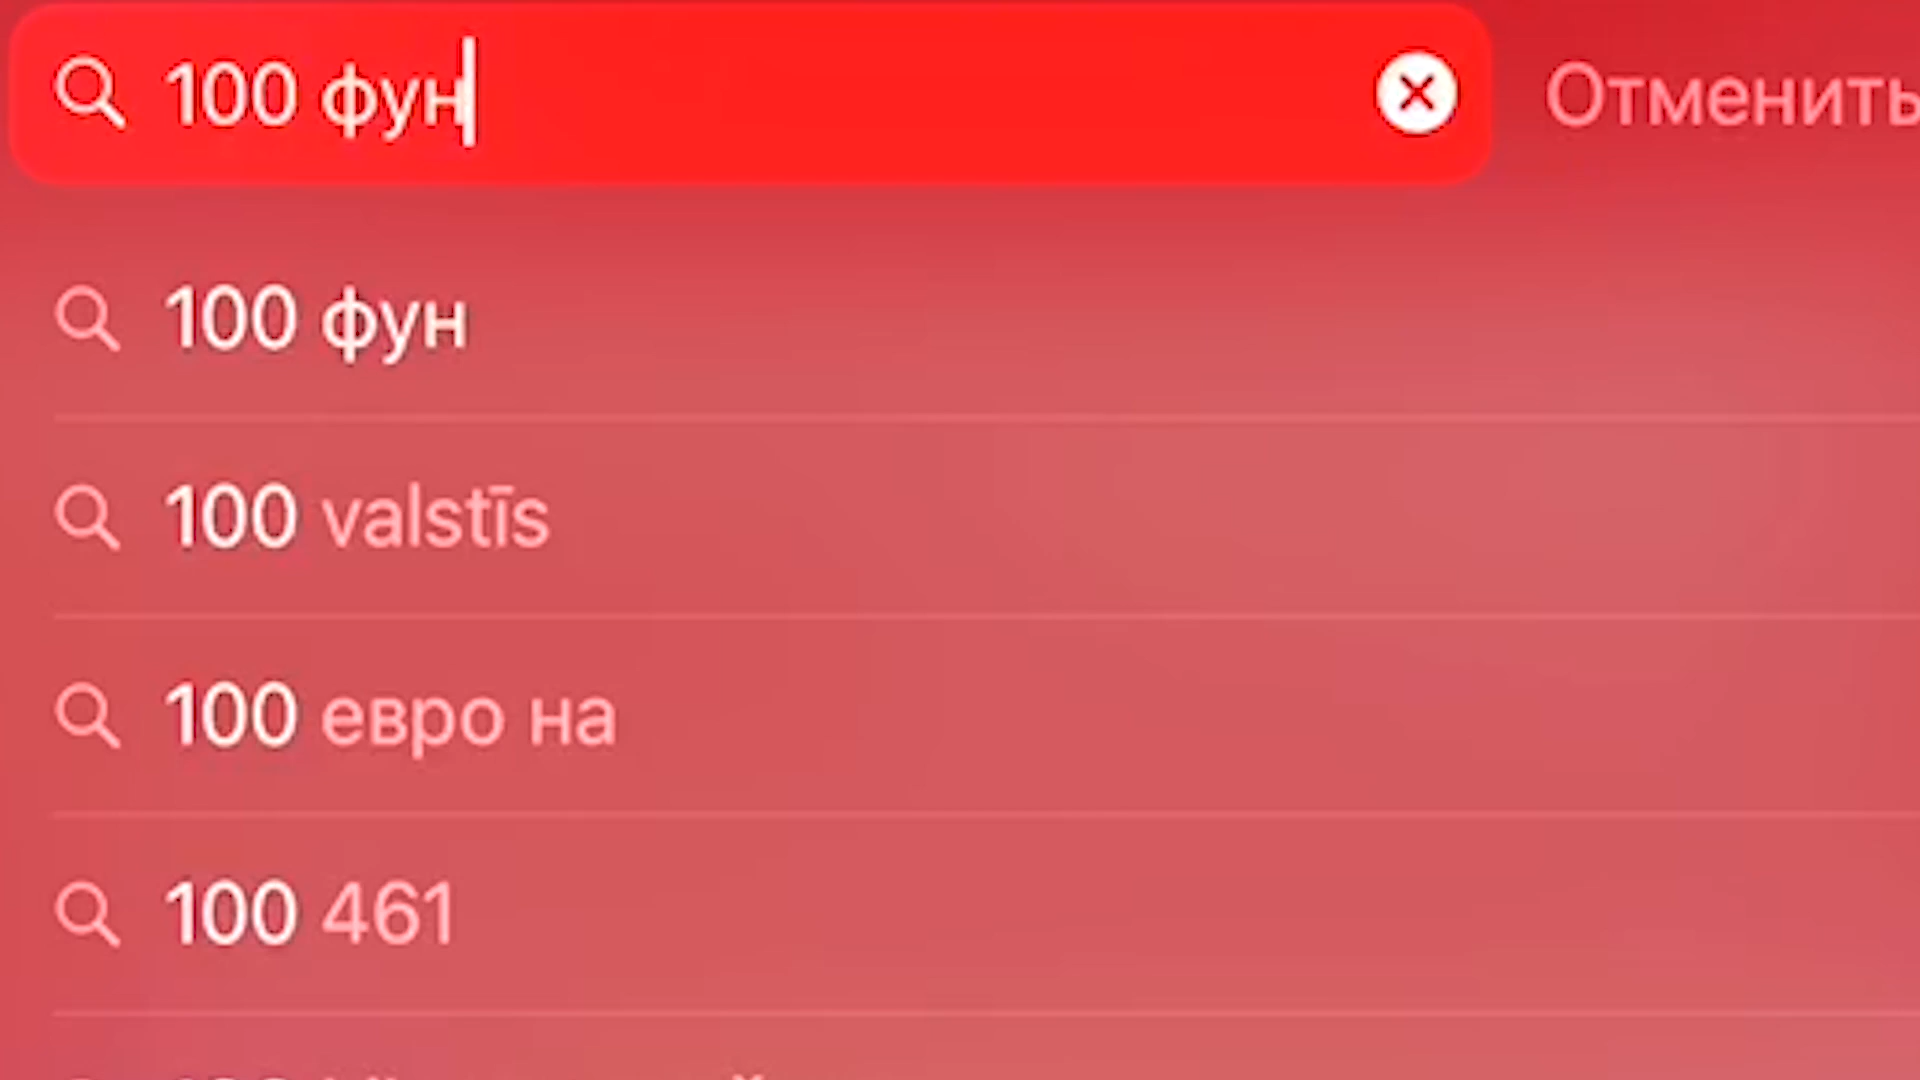 100 фун Отменить
100 фун
100 valstīs
100 евро на
100 461